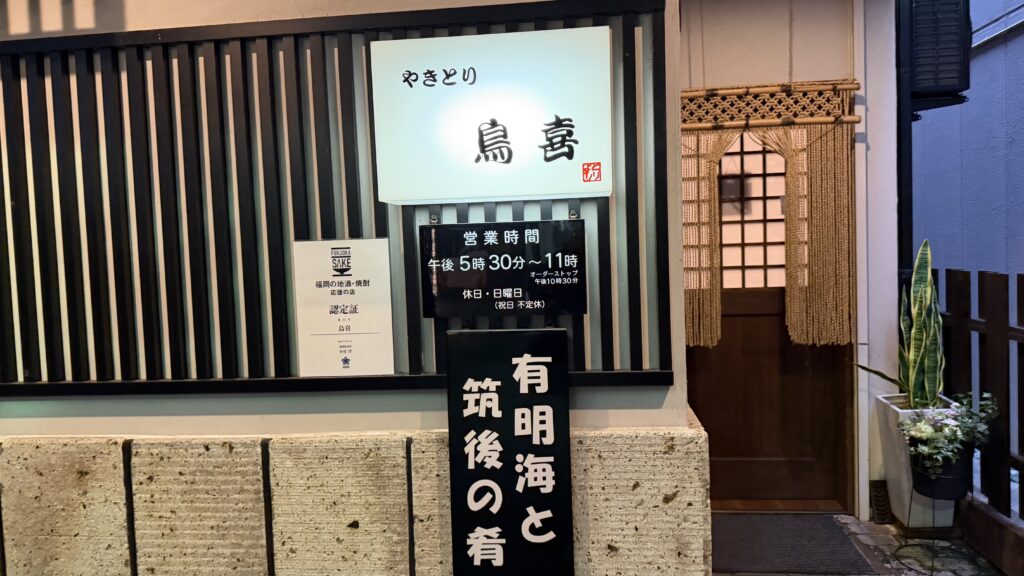 やきとり
鳥喜
営業時間
午後5時30分～11時
オーダーストップ
午後10時30分
休日・日曜日
(祝日 不定休)
FUKUOKA
SAKE
福岡の地酒・焼酎
応援の店
認定証
鳥喜
有明海と
筑後の肴